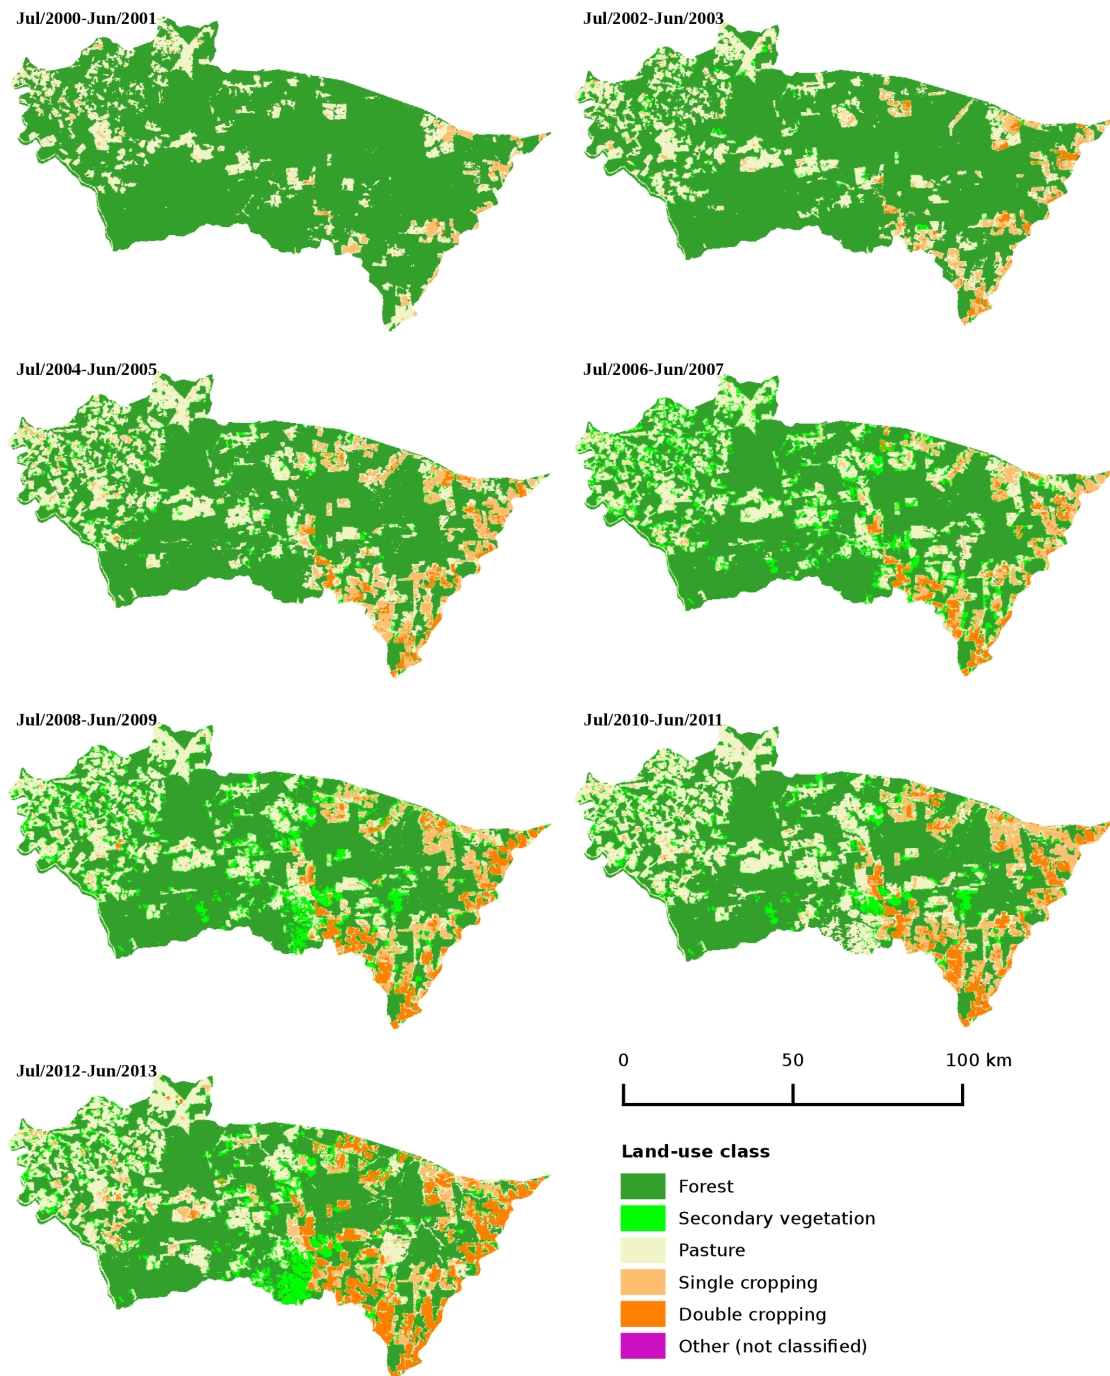 Jul/2000-Jun/2001
Jul/2002-Jun/2003
Jul/2004-Jun/2005
Jul/2006-Jun/2007
Jul/2008-Jun/2009
Jul/2010-Jun/2011
Jul/2012-Jun/2013
0 50 100 km
Land-use class
Forest
Secondary vegetation
Pasture
Single cropping
Double cropping
Other (not classified)